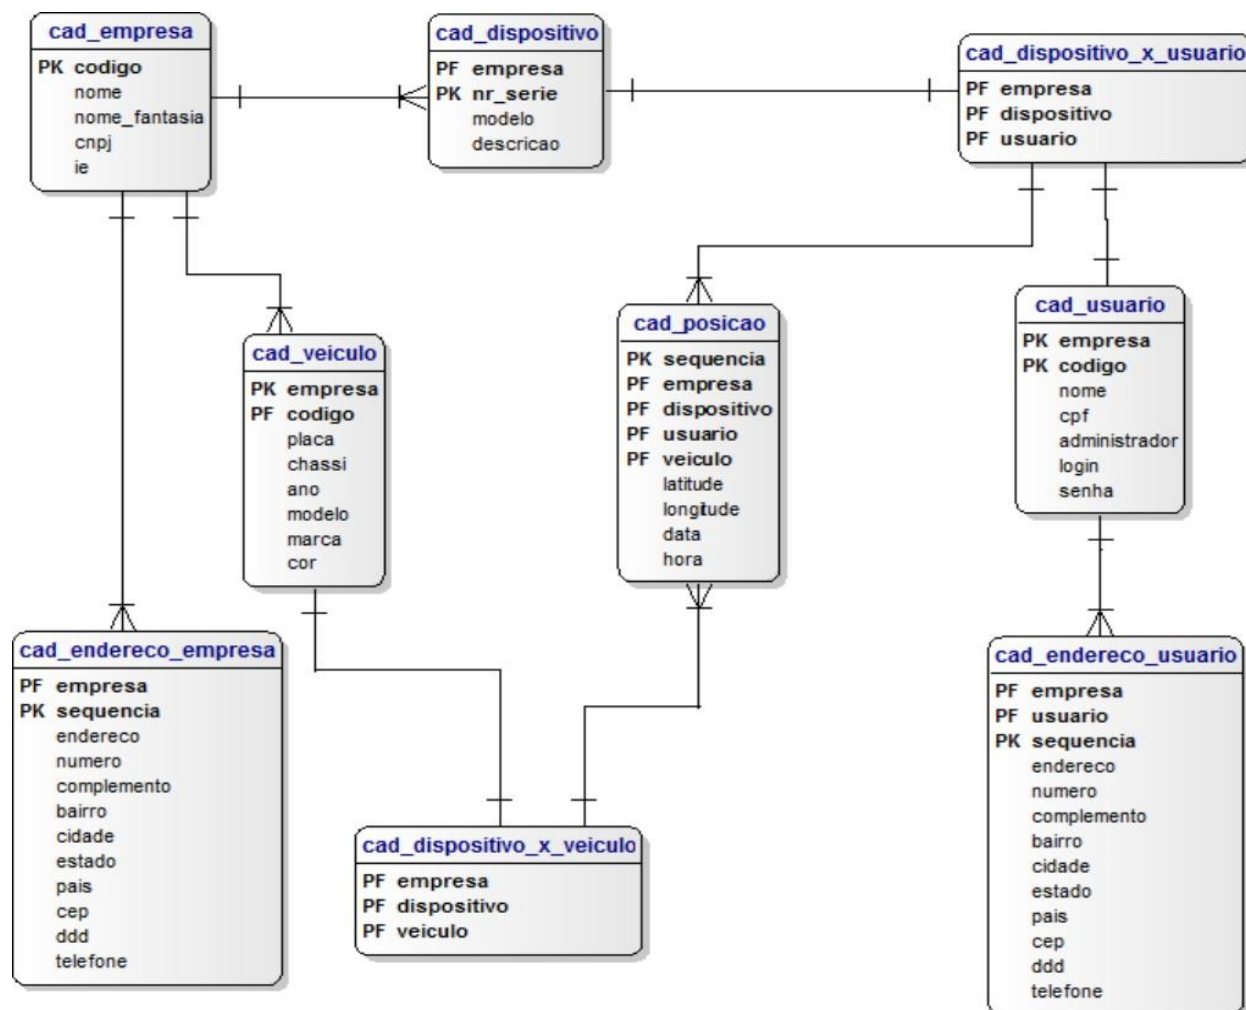 cad_empresa
PK codigo
nome
nome_fantasia
cnpj
ie
cad_dispositivo
PF empresa
PK nr_serie
modelo
descricao
cad_dispositivo_x_usuario
PF empresa
PF dispositivo
PF usuario
cad_veiculo
PK empresa
PF codigo
placa
chassi
ano
modelo
marca
cor
cad_posicao
PK sequencia
PF empresa
PF dispositivo
PF usuario
PF veiculo
latitude
longitude
data
hora
cad_usuario
PK empresa
PK codigo
nome
cpf
administrador
login
senha
cad_endereco_empresa
PF empresa
PK sequencia
endereco
numero
complemento
bairro
cidade
estado
pais
cep
ddd
telefone
cad_dispositivo_x_veiculo
PF empresa
PF dispositivo
PF veiculo
cad_endereco_usuario
PF empresa
PF usuario
PK sequencia
endereco
numero
complemento
bairro
cidade
estado
pais
cep
ddd
telefone